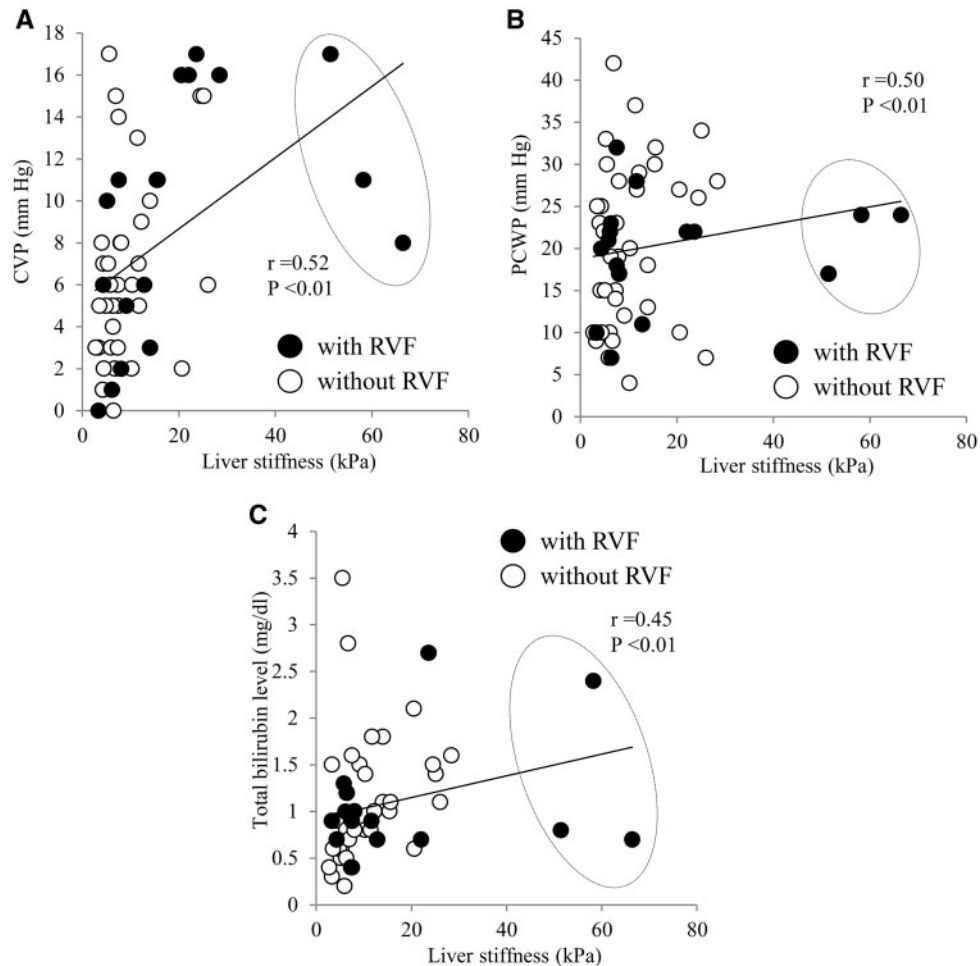 A
CVP (mm Hg)
18
16
14
12
10
8
6
4
2
0
0 20 40 60 80
Liver stiffness (kPa)
r =0.52
P <0.01
with RVF
without RVF
B
PCWP (mm Hg)
45
40
35
30
25
20
15
10
5
0
0 20 40 60 80
Liver stiffness (kPa)
r =0.50
P <0.01
with RVF
without RVF
C
Total bilirubin level (mg/dl)
4
3.5
3
2.5
2
1.5
1
0.5
0
0 20 40 60 80
Liver stiffness (kPa)
with RVF
without RVF
r =0.45
P <0.01